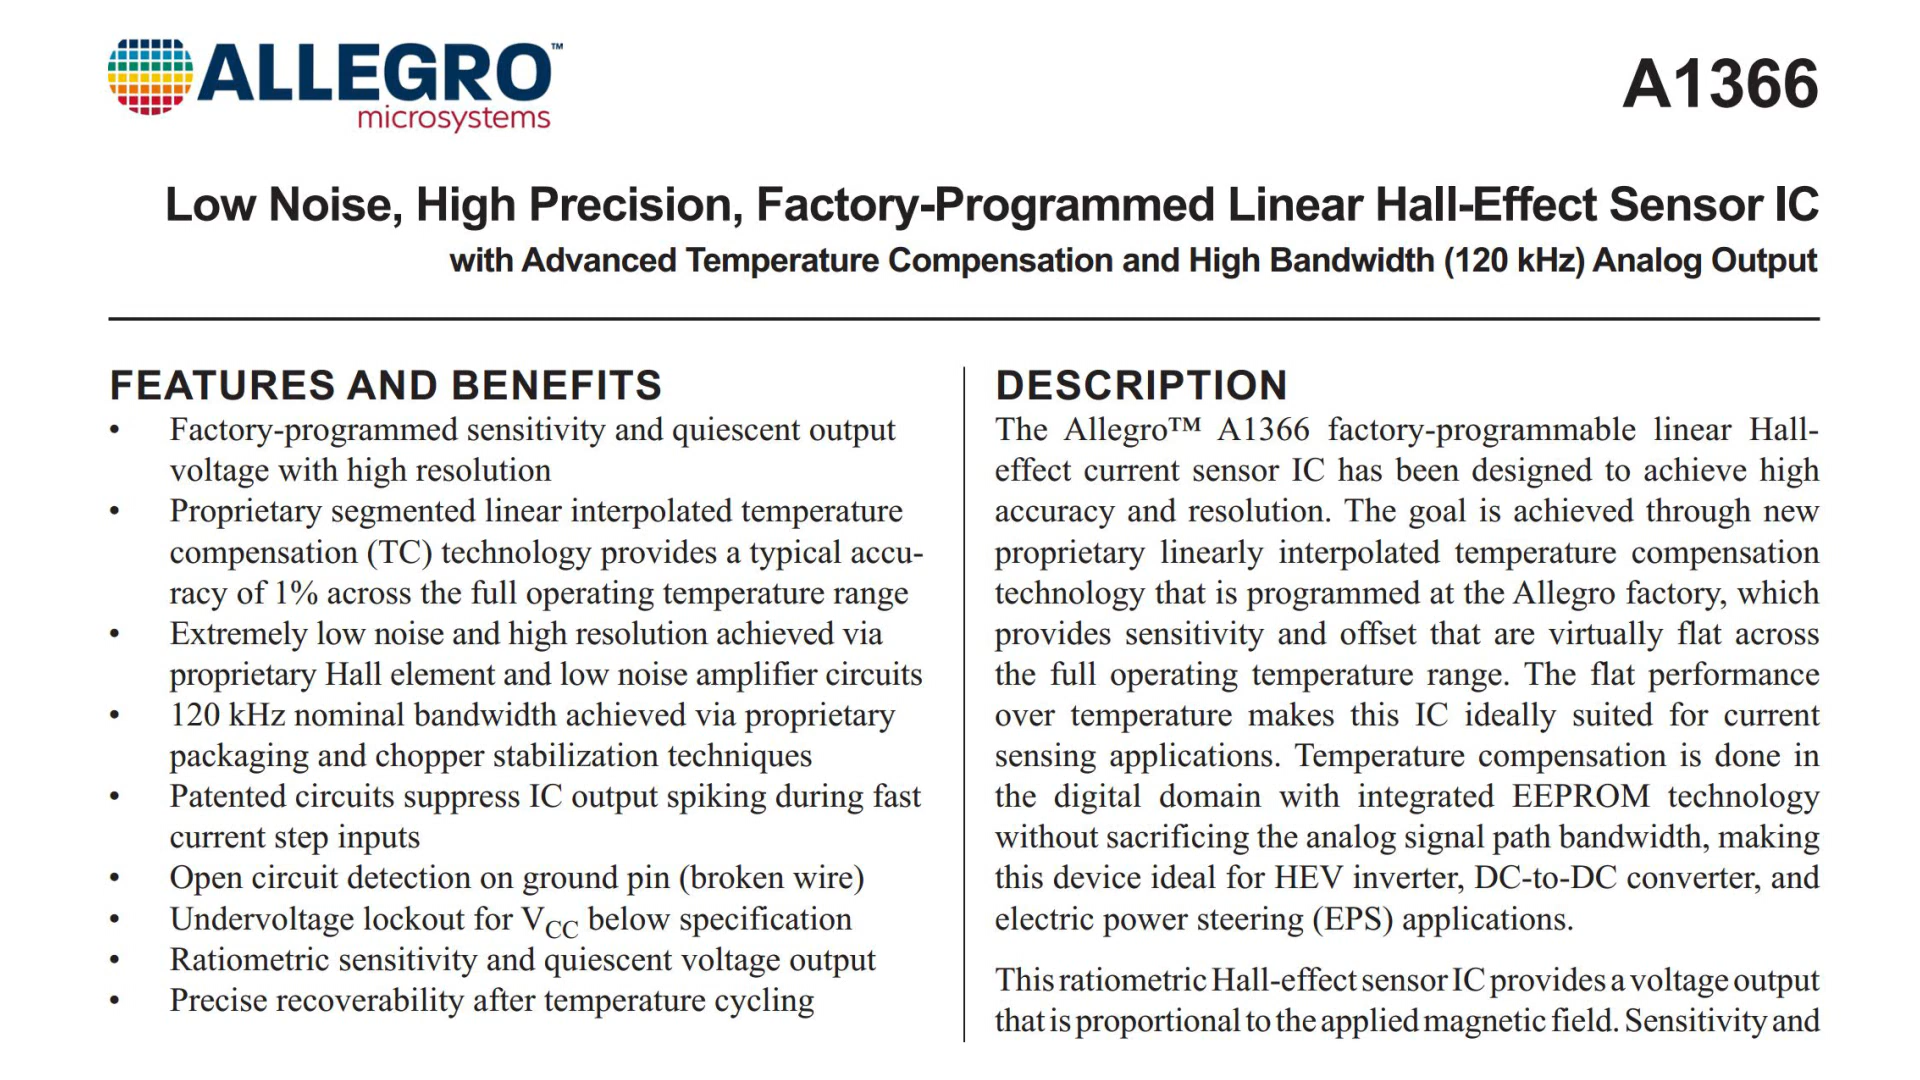 ALLEGRO™
microsystems
A1366
Low Noise, High Precision, Factory-Programmed Linear Hall-Effect Sensor IC
with Advanced Temperature Compensation and High Bandwidth (120 kHz) Analog Output
FEATURES AND BENEFITS
• Factory-programmed sensitivity and quiescent output
voltage with high resolution
• Proprietary segmented linear interpolated temperature
compensation (TC) technology provides a typical accu-
racy of 1% across the full operating temperature range
• Extremely low noise and high resolution achieved via
proprietary Hall element and low noise amplifier circuits
• 120 kHz nominal bandwidth achieved via proprietary
packaging and chopper stabilization techniques
• Patented circuits suppress IC output spiking during fast
current step inputs
• Open circuit detection on ground pin (broken wire)
• Undervoltage lockout for VCC below specification
• Ratiometric sensitivity and quiescent voltage output
• Precise recoverability after temperature cycling
DESCRIPTION
The Allegro™ A1366 factory-programmable linear Hall-
effect current sensor IC has been designed to achieve high
accuracy and resolution. The goal is achieved through new
proprietary linearly interpolated temperature compensation
technology that is programmed at the Allegro factory, which
provides sensitivity and offset that are virtually flat across
the full operating temperature range. The flat performance
over temperature makes this IC ideally suited for current
sensing applications. Temperature compensation is done in
the digital domain with integrated EEPROM technology
without sacrificing the analog signal path bandwidth, making
this device ideal for HEV inverter, DC-to-DC converter, and
electric power steering (EPS) applications.
This ratiometric Hall-effect sensor IC provides a voltage output
that is proportional to the applied magnetic field. Sensitivity and